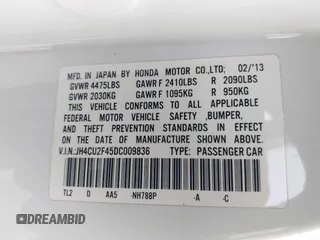 MFD. IN JAPAN BY HONDA MOTOR CO.,LTD; 02/'13
GVWR 4475LBS GAWR F 2410LBS R 2090LBS
GVWR 2030KG GAWR F 1095KG R 950KG
THIS VEHICLE CONFORMS TO ALL APPLICABLE
FEDERAL MOTOR VEHICLE SAFETY ,BUMPER,
AND THEFT PREVENTION STANDARDS IN EFFECT
ON THE DATE OF MANUFACTURE SHOWN ABOVE.
V.I.N:JH4CU2F45DC009836 TYPE: PASSENGER CAR
TL2 D AA5 -NH788P -A -C
DEALER AUCTIONS